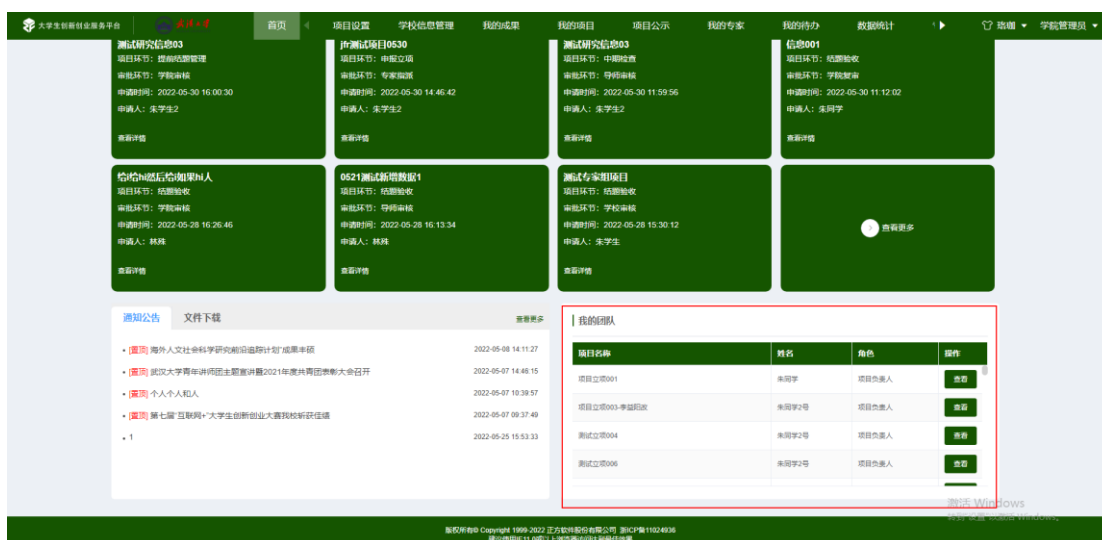 大学生创新创业服务平台
武汉大学
首页 项目设置 学校信息管理 我的成果 我的项目 项目公示 我的专家 我的待办 数据统计 珞珈 学院管理员
测试研究信息03
项目环节：提前结题管理
审批环节：学院审核
申请时间：2022-05-30 16:00:30
申请人：朱学生2
查看详情
jfr测试项目0530
项目环节：申报立项
审批环节：专家指派
申请时间：2022-05-30 14:46:42
申请人：朱学生2
查看详情
测试研究信息03
项目环节：中期检查
审批环节：导师审核
申请时间：2022-05-30 11:59:56
申请人：朱学生2
查看详情
信息001
项目环节：结题验收
审批环节：学院复审
申请时间：2022-05-30 11:12:02
申请人：朱同学
查看详情
给i给hi然后给i如果hi人
项目环节：结题验收
审批环节：学院审核
申请时间：2022-05-28 16:26:46
申请人：林殊
查看详情
0521测试新增数据1
项目环节：结题验收
审批环节：导师审核
申请时间：2022-05-28 16:13:34
申请人：林殊
查看详情
测试专家组项目
项目环节：结题验收
审批环节：学校审核
申请时间：2022-05-28 15:30:12
申请人：朱学生
查看详情
查看更多
通知公告 文件下载 查看更多
[置顶] 海外人文社会科学研究前沿追踪计划"成果丰硕 2022-05-08 14:11:27
[置顶] 武汉大学青年讲师团主题宣讲暨2021年度共青团表彰大会召开 2022-05-07 14:46:15
[置顶] 个人个人和人 2022-05-07 10:39:57
[置顶] 第七届"互联网+"大学生创新创业大赛我校斩获佳绩 2022-05-07 09:37:49
1 2022-05-25 15:53:33
我的团队
项目名称 姓名 角色 操作
项目立项001 朱同学 项目负责人 查看
项目立项003-李益阳改 朱同学2号 项目负责人 查看
测试立项004 朱同学2号 项目负责人 查看
测试立项006 朱同学2号 项目负责人 查看
激活 Windows
转到"设置"以激活 Windows。
版权所有© Copyright 1999-2022 正方软件股份有限公司 浙ICP备11024936